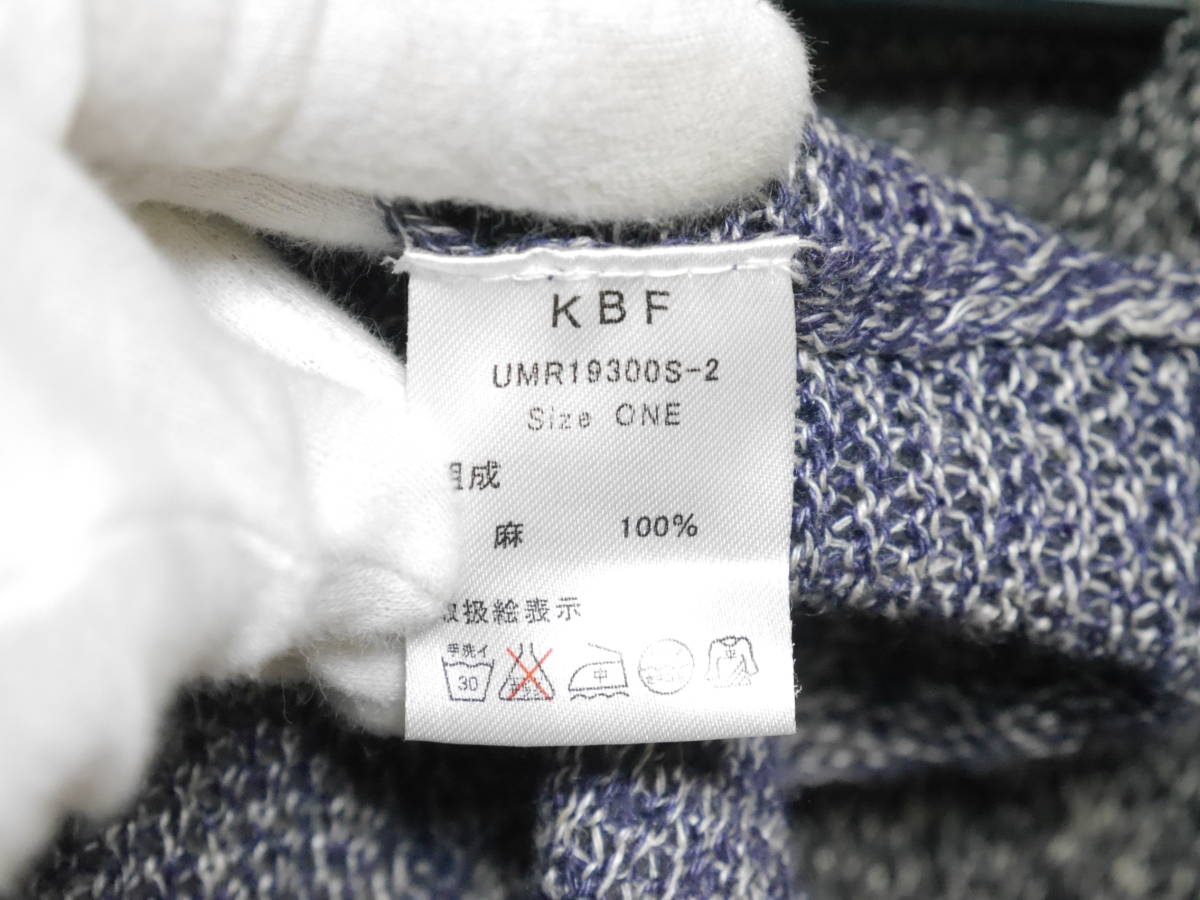 KBF
UMR19300S-2
Size ONE
組成
麻 100%
取扱絵表示
手洗イ
30
中
中